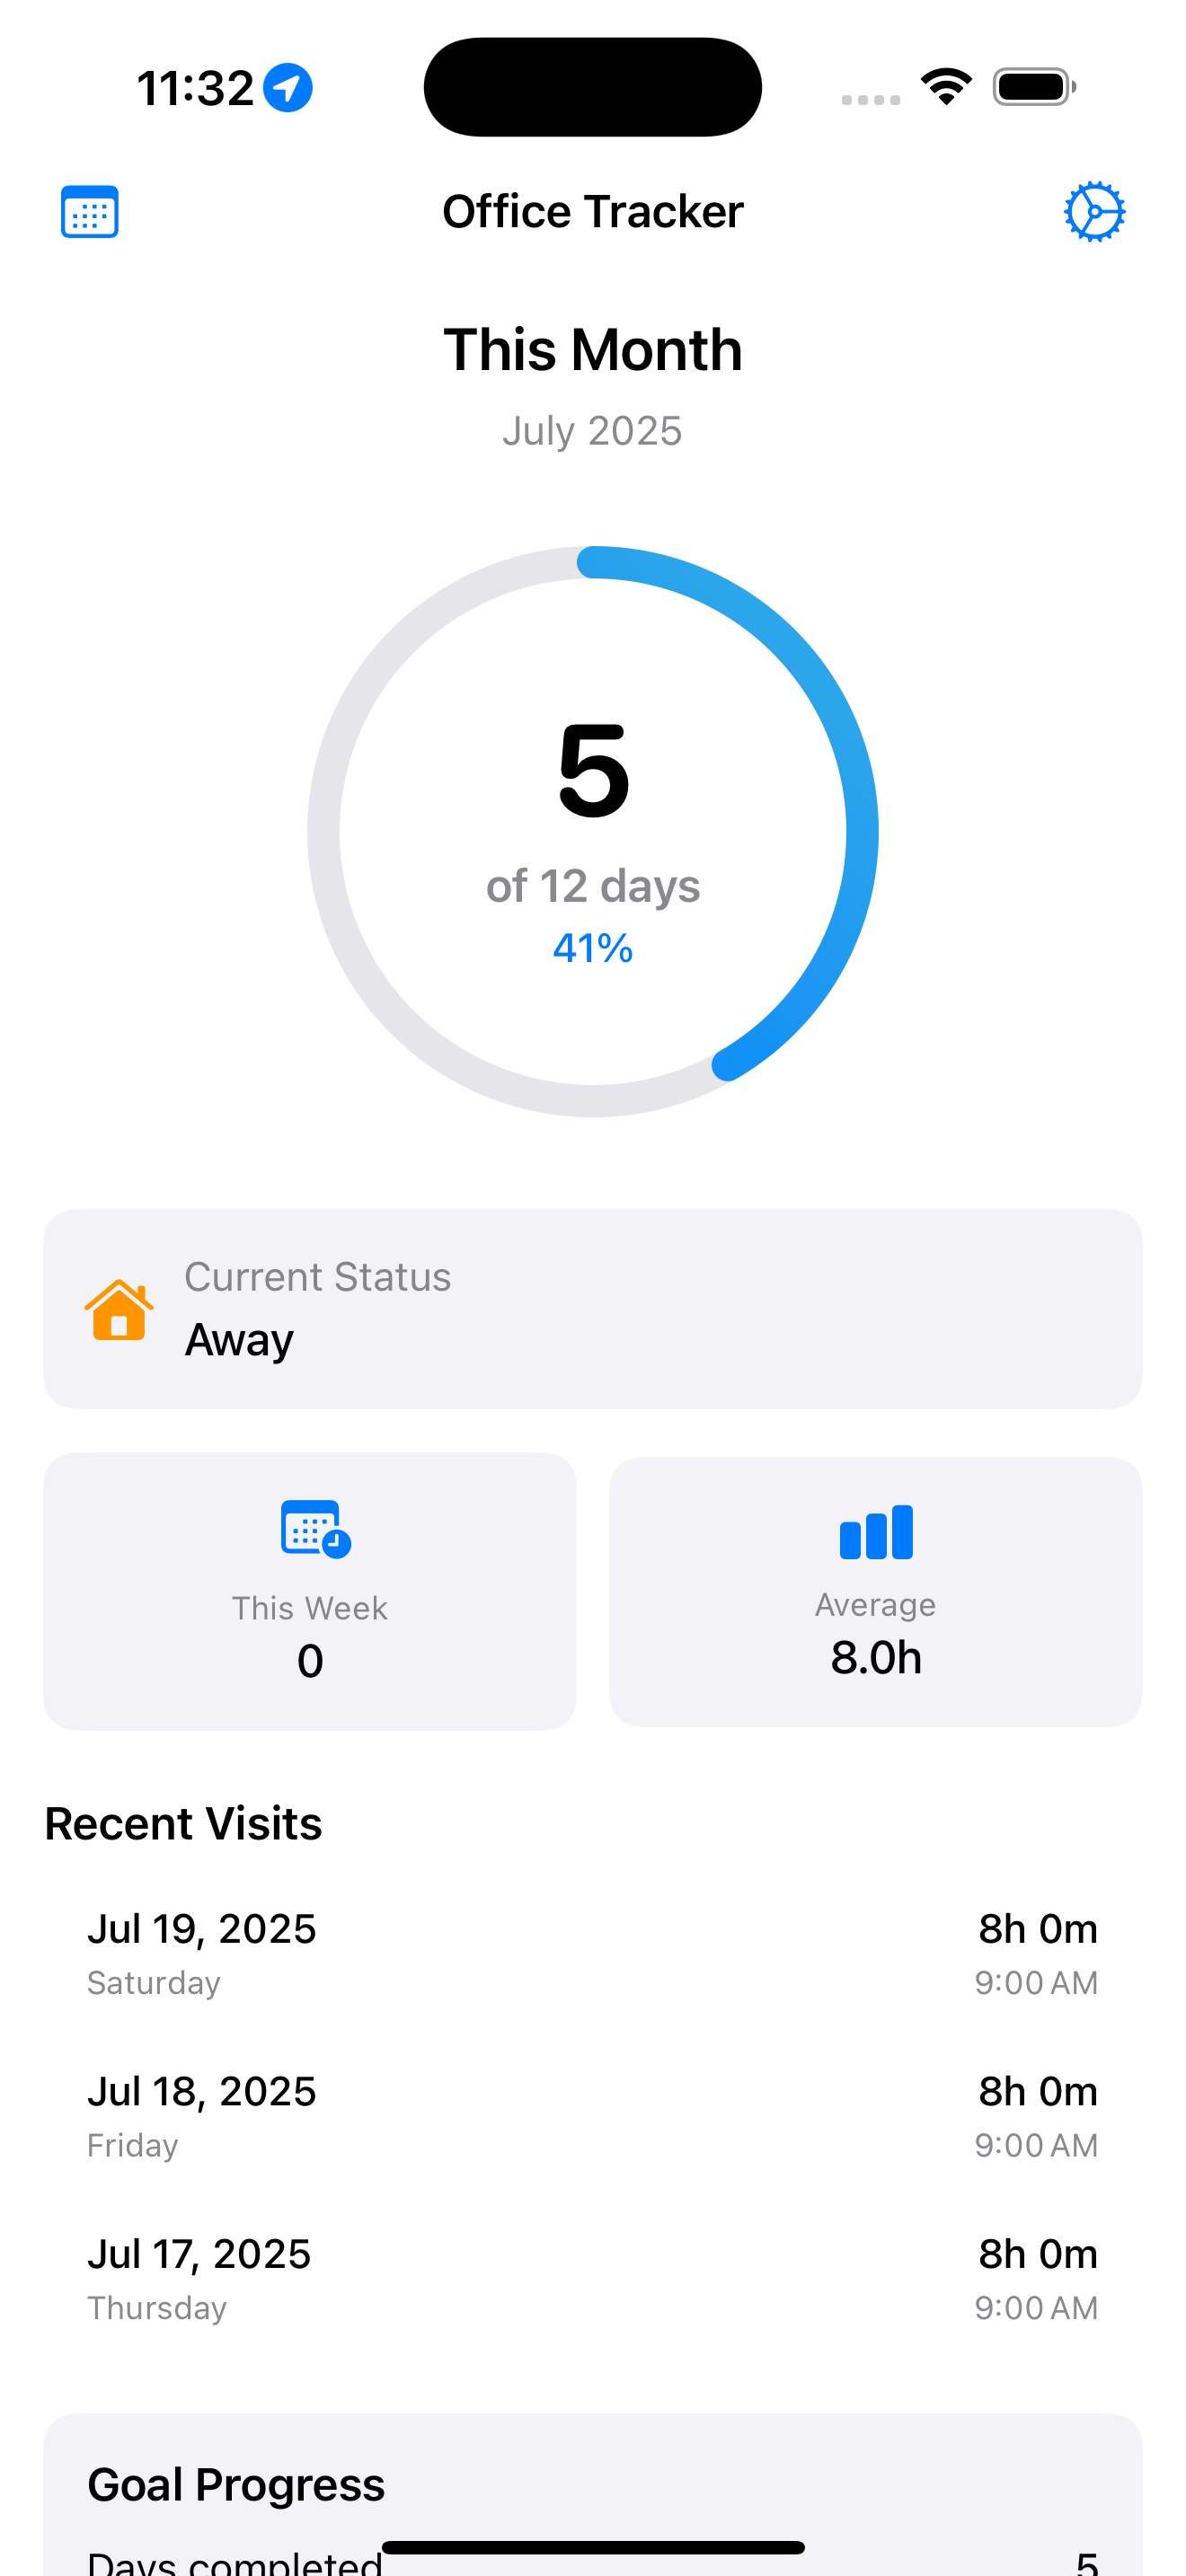 11:32
Office Tracker
This Month
July 2025
5
of 12 days
41%
Current Status
Away
This Week
0
Average
8.0h
Recent Visits
Jul 19, 2025
8h 0m
Saturday
9:00 AM
Jul 18, 2025
8h 0m
Friday
9:00 AM
Jul 17, 2025
8h 0m
Thursday
9:00 AM
Goal Progress
Days completed
5